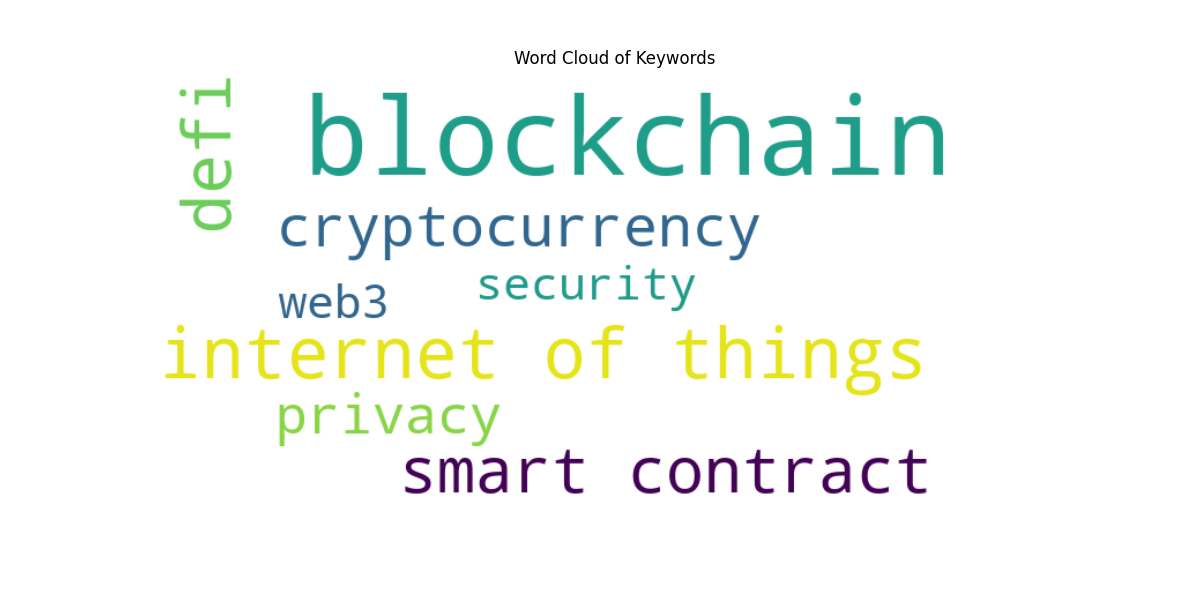 Word Cloud of Keywords
defi
blockchain
cryptocurrency
security
web3
internet of things
privacy
smart contract